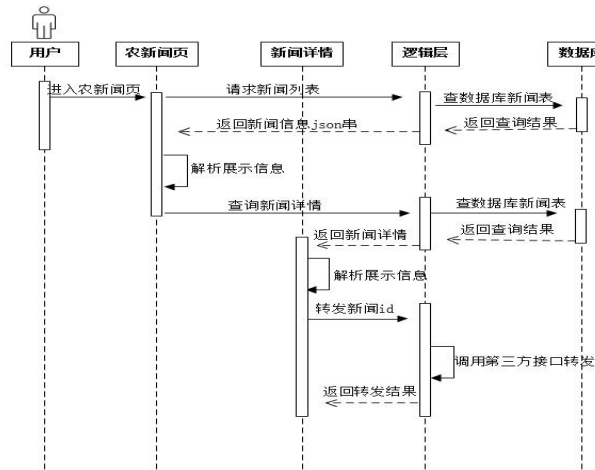 用户
农新闻页
新闻详情
逻辑层
数据库
进入农新闻页
请求新闻列表
查数据库新闻表
返回新闻信息json串
返回查询结果
解析展示信息
查询新闻详情
查数据库新闻表
返回新闻详情
返回查询结果
解析展示信息
转发新闻id
调用第三方接口转发
返回转发结果